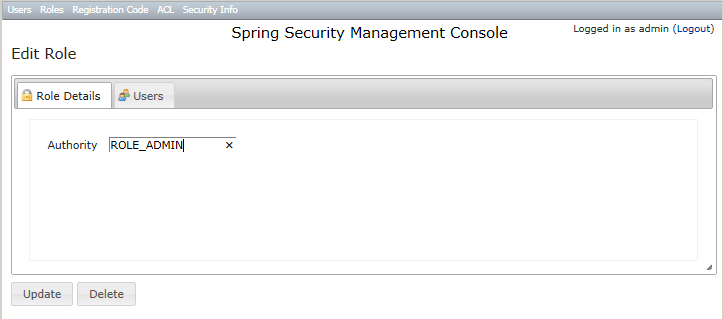 Users Roles Registration Code ACL Security Info
Spring Security Management Console
Logged in as admin (Logout)
Edit Role
Role Details Users
Authority ROLE_ADMIN ×
Update Delete